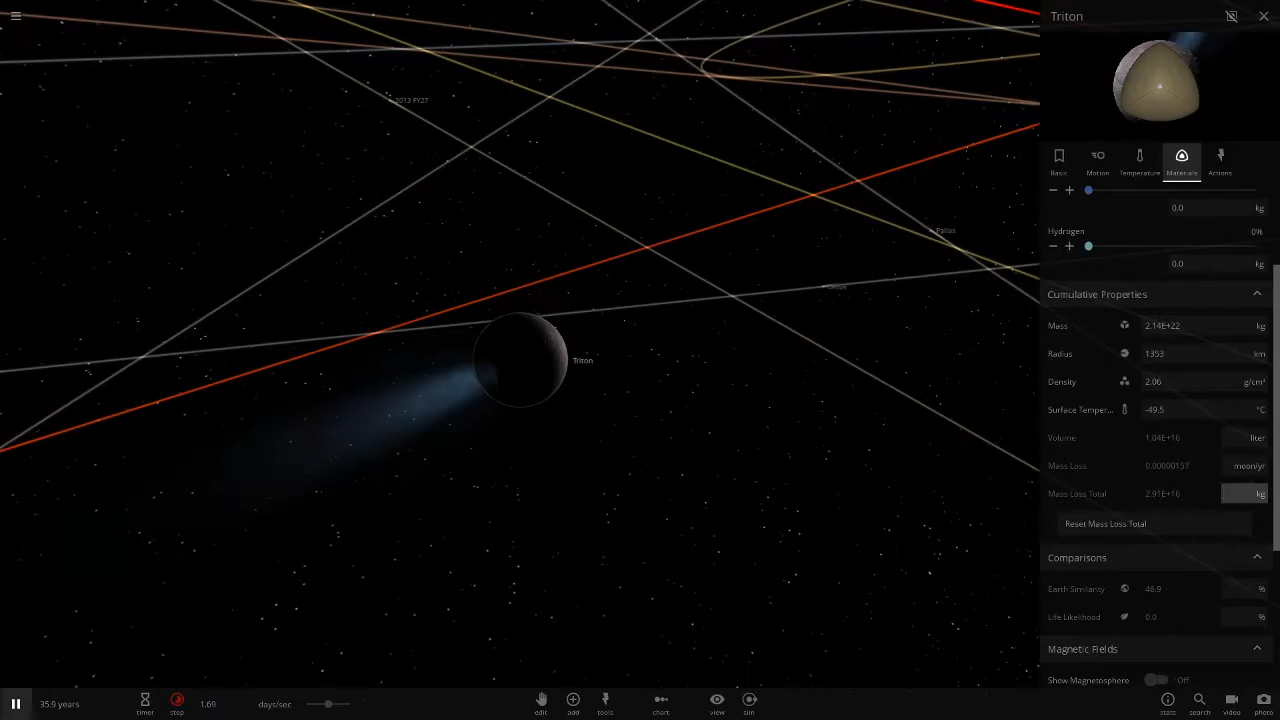 Triton
2013 FY27
Pallas
Triton
Basic
Motion
Temperature
Materials
Actions
0.0 kg
Hydrogen 0%
0.0 kg
Cumulative Properties
Mass 2.14E+22 kg
Radius 1353 km
Density 2.06 g/cm³
Surface Temper... -49.5 °C
Volume 1.04E+16 liter
Mass Loss 0.00000157 moon/yr
Mass Loss Total 2.91E+16 kg
Reset Mass Loss Total
Comparisons
Earth Similarity 46.9 %
Life Likelihood 0.0 %
Magnetic Fields
Show Magnetosphere Off
35.9 years
timer
step
1.69 days/sec
edit
add
tools
chart
view
sim
stats
search
video
photo